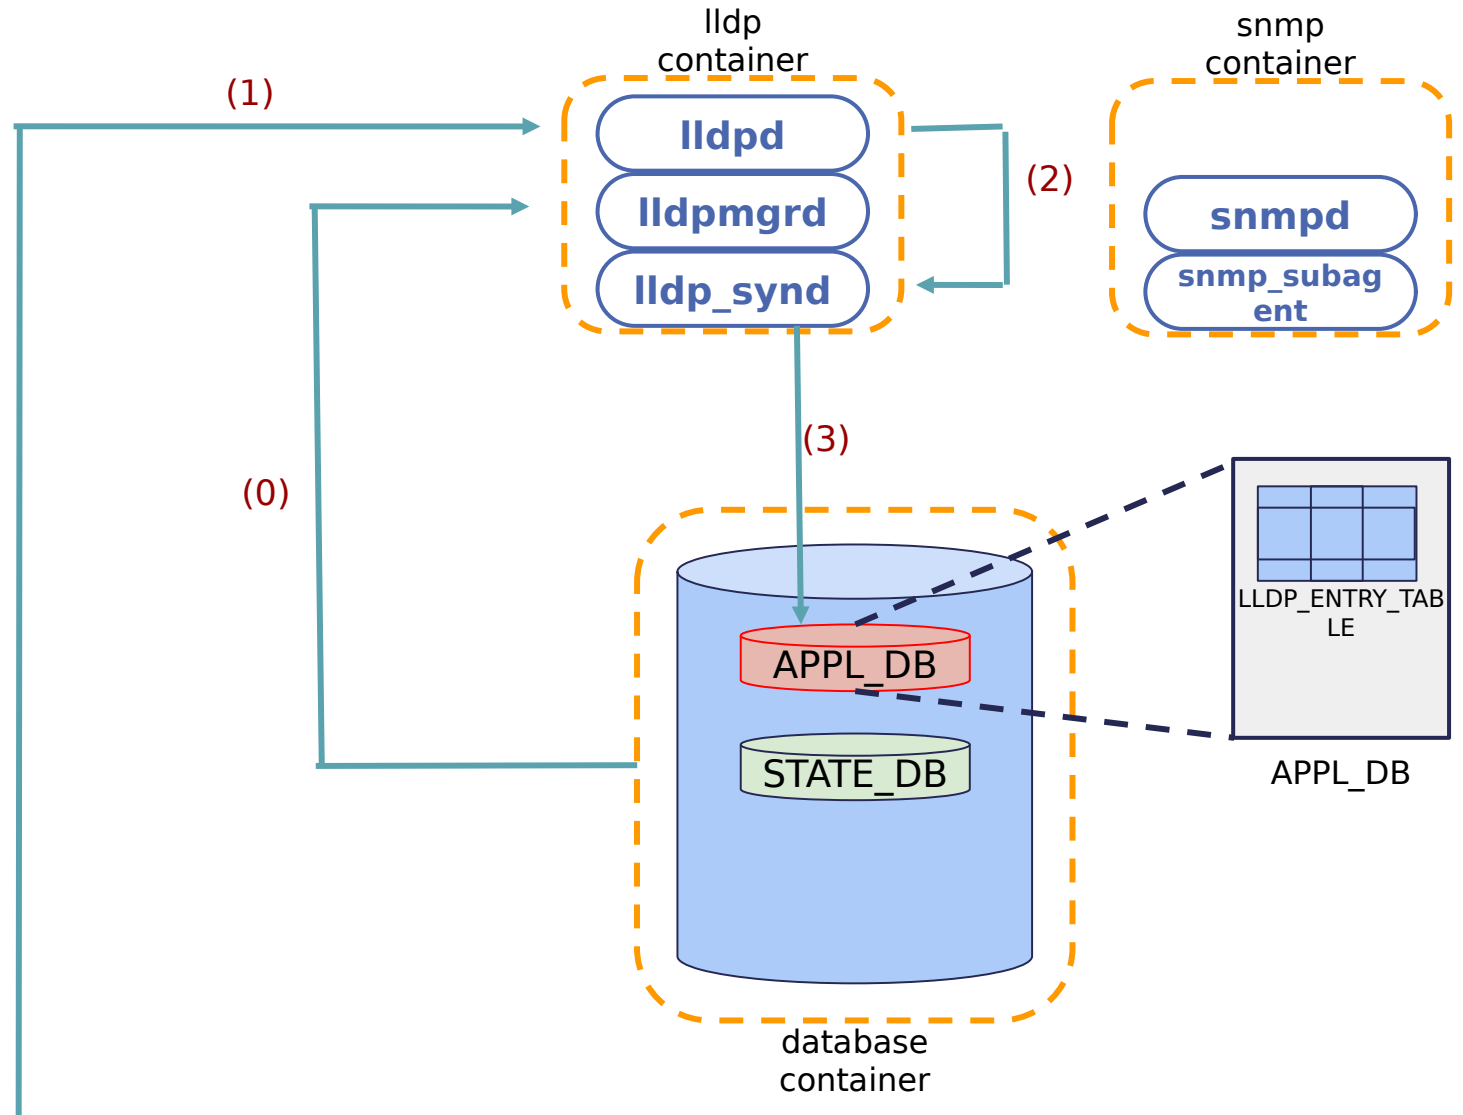 lldp
container
snmp
container
(1)
lldpd
(2)
lldpmgrd
snmpd
lldp_synd
snmp_subag
ent
(3)
(0)
LLDP_ENTRY_TAB
LE
APPL_DB
STATE_DB
APPL_DB
database
container